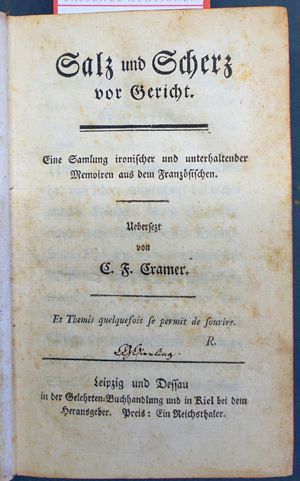 Salz und Scherz
vor Gericht.
Eine Samlung ironischer und unterhaltender
Memoiren aus dem Französischen.
Uebersezt
von
C. F. Cramer.
Et Themis quelquefois se permet de sourire.
R.
Leipzig und Dessau
in der Gelehrten-Buchhandlung und in Kiel bei dem
Herausgeber. Preis: Ein Reichsthaler.